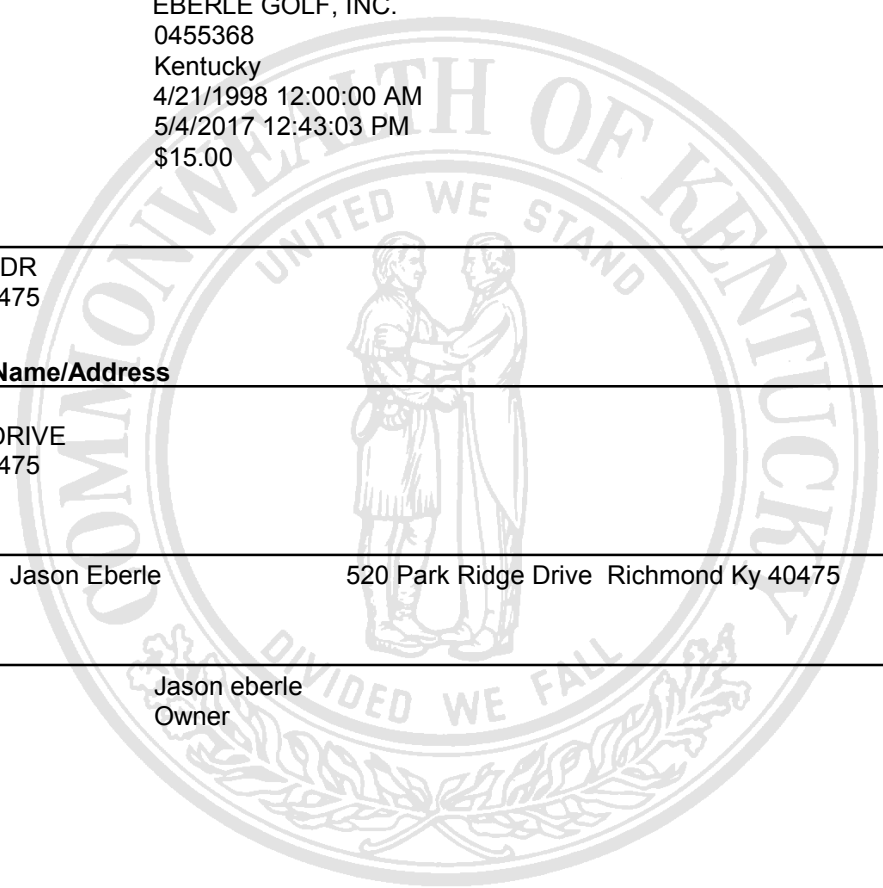 EBERLE GOLF, INC.
0455368
Kentucky
4/21/1998 12:00:00 AM
5/4/2017 12:43:03 PM
$15.00
COMMONWEALTH OF KENTUCKY
UNITED WE STAND
DR
475
Name/Address
DRIVE
475
Jason Eberle 520 Park Ridge Drive Richmond Ky 40475
DIVIDED WE FALL
Jason eberle
Owner